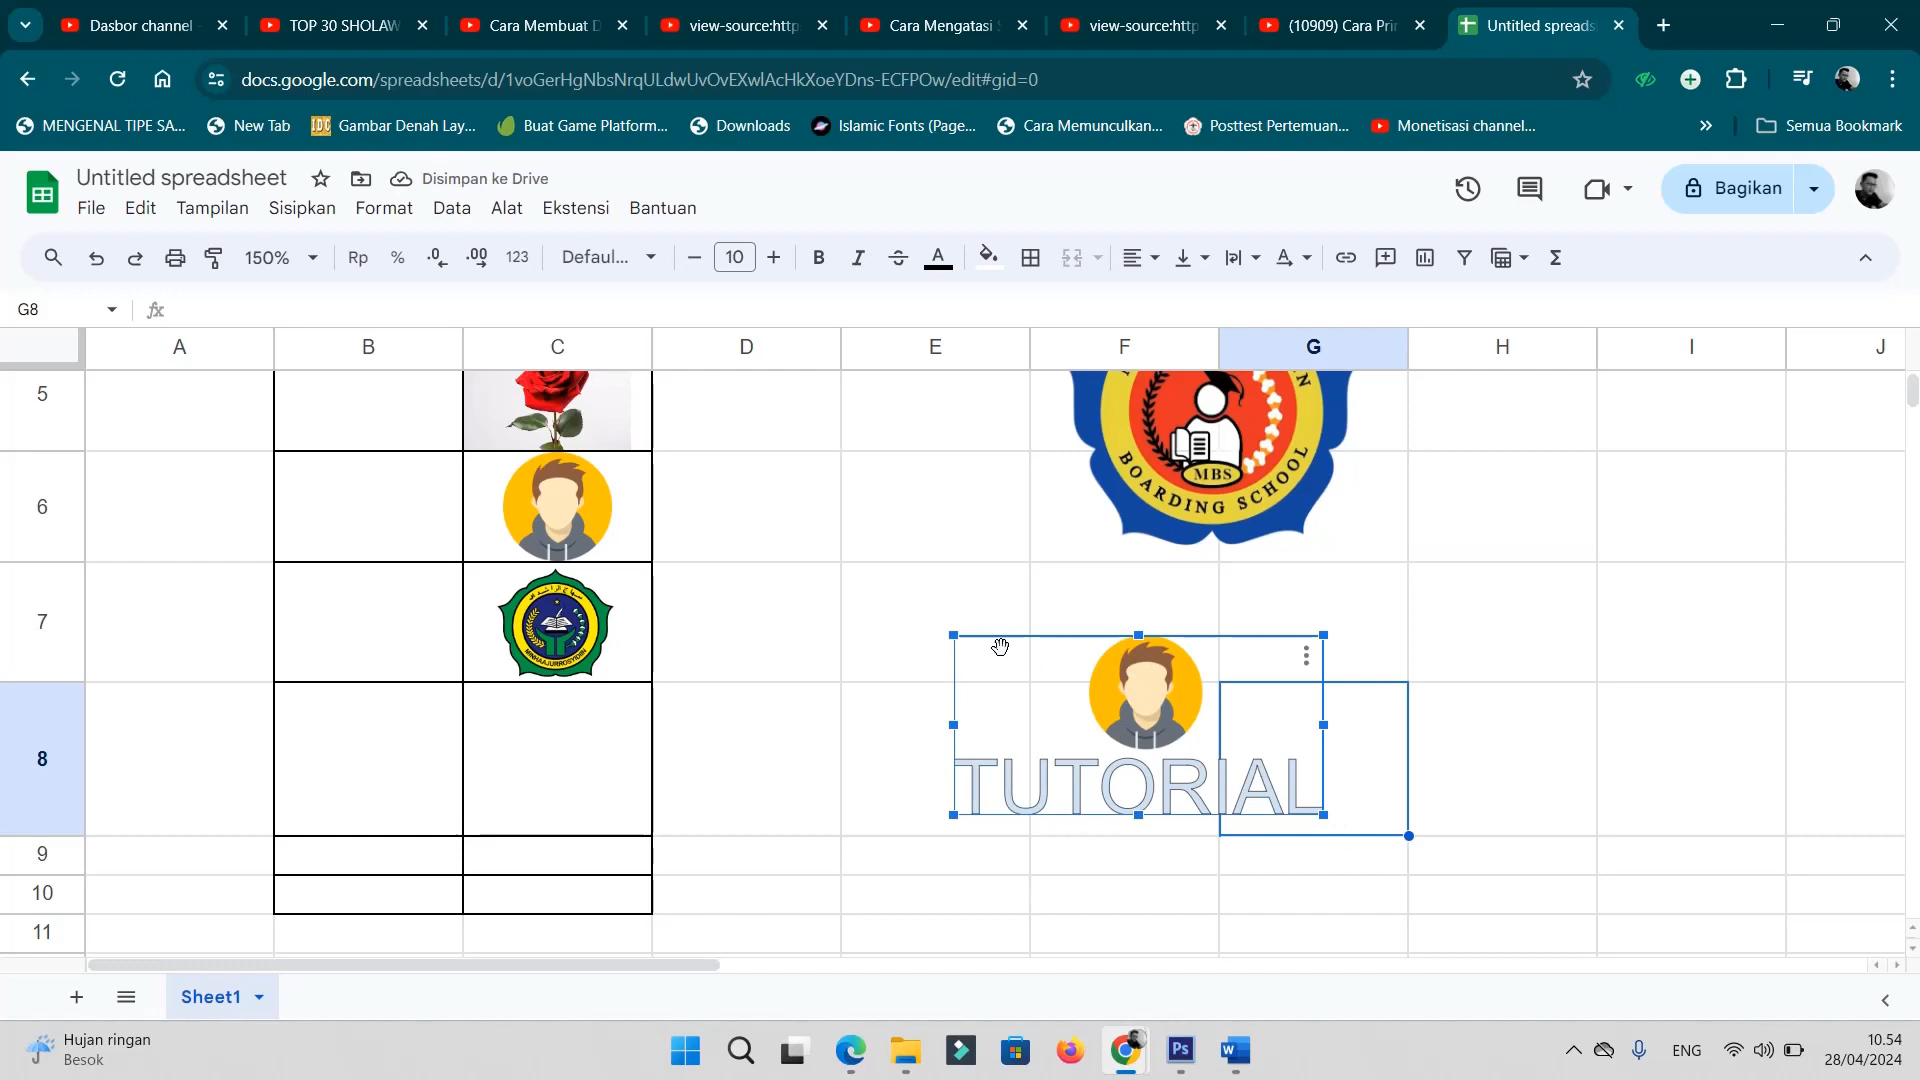 Dasbor channel
TOP 30 SHOLAW
Cara Membuat D
view-source:http
Cara Mengatasi S
view-source:http
(10909) Cara Prin
Untitled spreads
docs.google.com/spreadsheets/d/1voGerHgNbsNrqULdwUvOvEXwlAcHkXoeYDns-ECFPOw/edit#gid=0
MENGENAL TIPE SA...
New Tab
IDC
Gambar Denah Lay...
Buat Game Platform...
Downloads
Islamic Fonts (Page...
Cara Memunculkan...
Posttest Pertemuan...
Monetisasi channel...
Semua Bookmark
Untitled spreadsheet
Disimpan ke Drive
File Edit Tampilan Sisipkan Format Data Alat Ekstensi Bantuan
Bagikan
150%
Rp
%
.0
.00
123
Defaul...
10
B
I
S
A
G8
fx
A B C D E F G H I J
5
6
7
8
9
10
11
MBS
BOARDING SCHOOL
MINHAAJURROSYIDIIN
TUTORIAL
Sheet1
Hujan ringan
Besok
Ps
W
ENG
10.54
28/04/2024